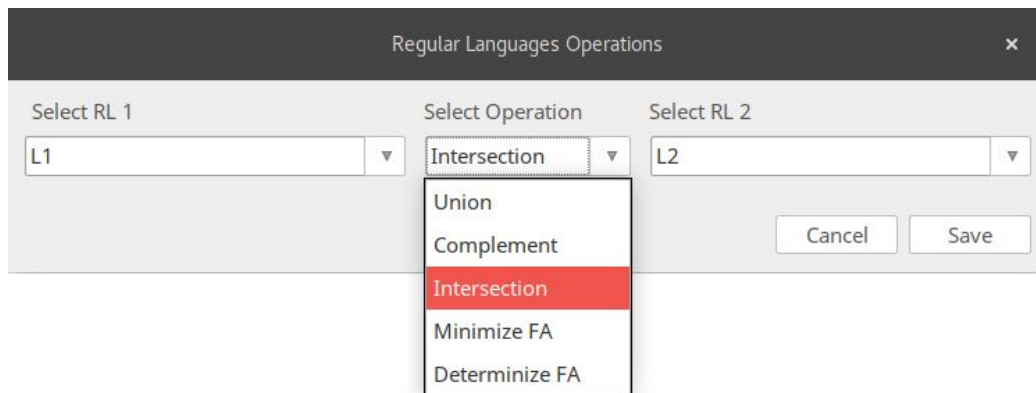 Regular Languages Operations ×
Select RL 1 Select Operation Select RL 2
L1 Intersection L2
Union
Complement
Cancel Save
Intersection
Minimize FA
Determinize FA